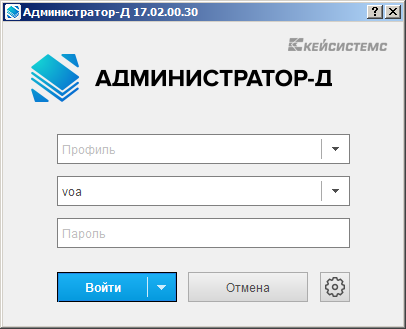 Администратор-Д 17.02.00.30
КЕЙСИСТЕМС
АДМИНИСТРАТОР-Д
Профиль
voa
Пароль
Войти
Отмена